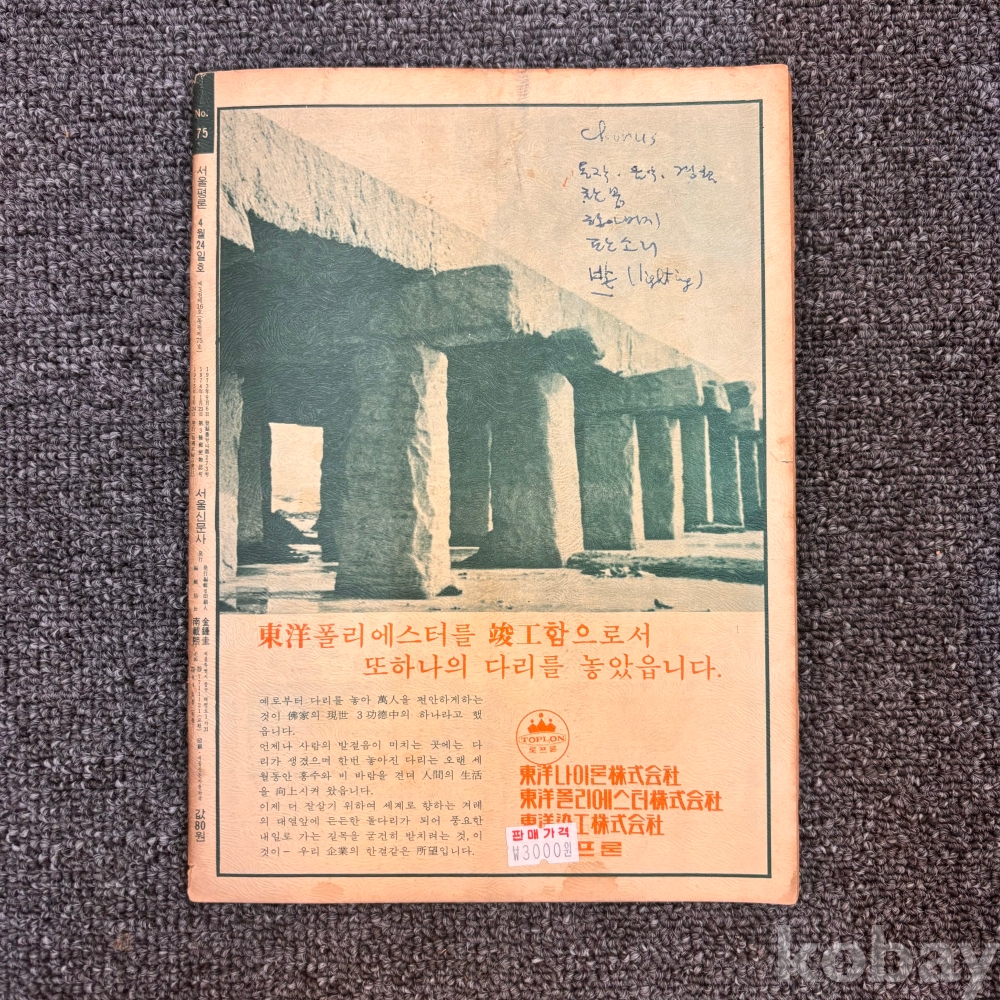 No.
75
서울평론
4월24일호
서울신문사
값80원
Chorus
(lighting)
東洋폴리에스터를 竣工함으로서
또하나의 다리를 놓았읍니다.
예로부터 다리를 놓아 萬人을 편안하게하는
것이 佛家의 現世 3功德中의 하나라고 했
읍니다.
언제나 사람의 발걸음이 미치는 곳에는 다
리가 생겼으며 한번 놓아진 다리는 오랜 세
월동안 홍수와 비 바람을 견뎌 人間의 生活
을 向上시켜 왔읍니다.
이제 더 잘살기 위하여 세계로 향하는 겨레
의 대열앞에 든든한 돌다리가 되어 풍요한
내일로 가는 길목을 굳건히 받치려는 것, 이
것이— 우리 企業의 한결같은 所望입니다.
TOPLON
토프론
東洋나이론株式会社
東洋폴리에스터株式会社
東洋染工株式会社
프론
판매가격
₩3000원
kobay